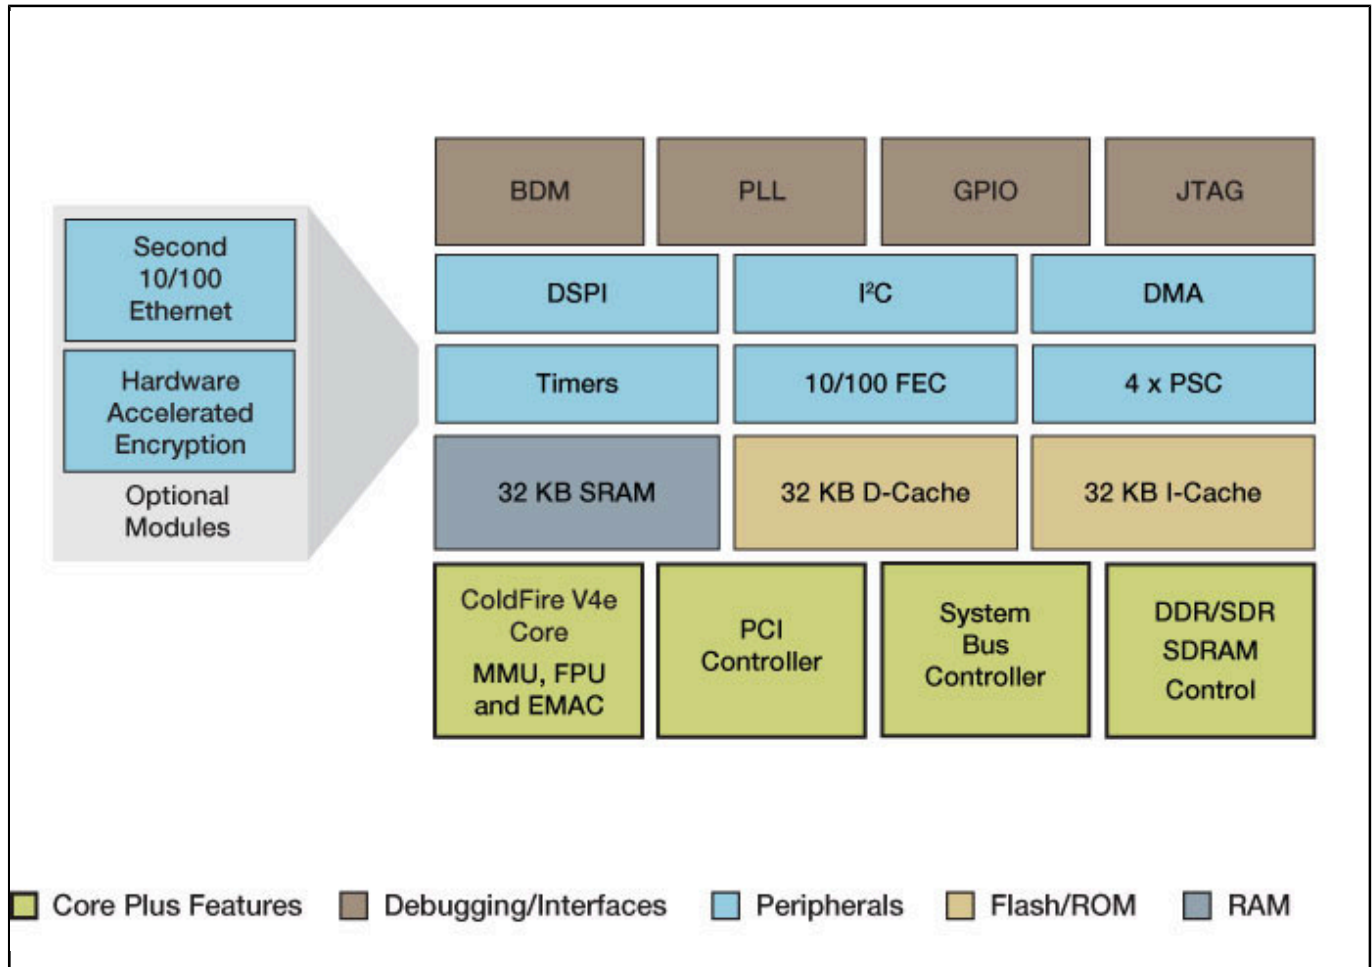 BDM
PLL
GPIO
JTAG
Second
10/100
Ethernet
DSPI
I²C
DMA
Hardware
Accelerated
Encryption
Timers
10/100 FEC
4 x PSC
Optional
Modules
32 KB SRAM
32 KB D-Cache
32 KB I-Cache
ColdFire V4e
Core
MMU, FPU
and EMAC
PCI
Controller
System
Bus
Controller
DDR/SDR
SDRAM
Control
Core Plus Features
Debugging/Interfaces
Peripherals
Flash/ROM
RAM